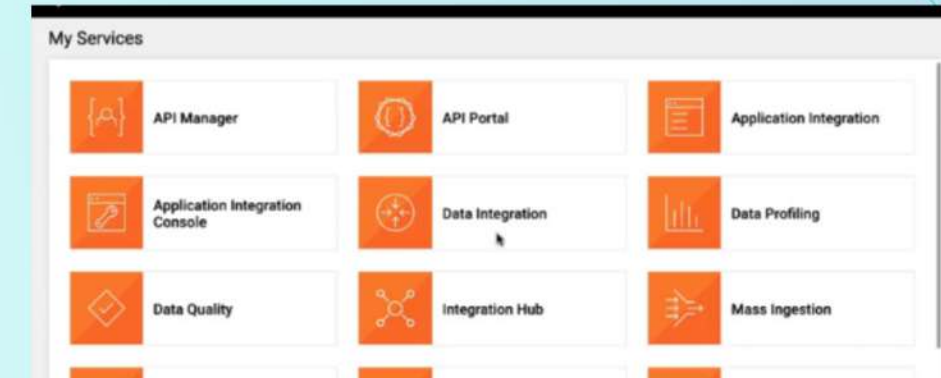 My Services
API Manager
API Portal
Application Integration
Application Integration
Console
Data Integration
Data Profiling
Data Quality
Integration Hub
Mass Ingestion